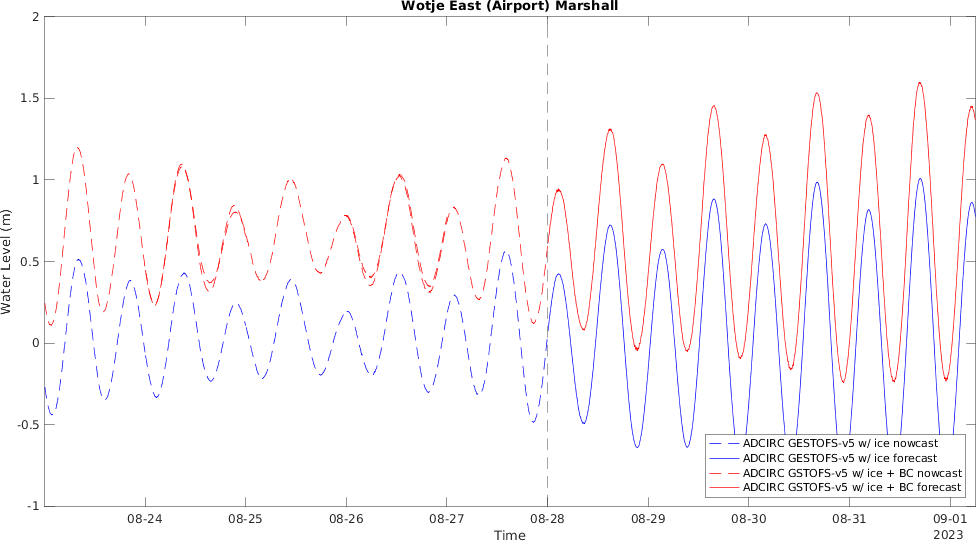 Wotje East (Airport) Marshall
2
1.5
1
0.5
0
-0.5
-1
Water Level (m)
08-24
08-25
08-26
08-27
08-28
08-29
08-30
08-31
09-01
2023
Time
ADCIRC GESTOFS-v5 w/ ice nowcast
ADCIRC GESTOFS-v5 w/ ice forecast
ADCIRC GSTOFS-v5 w/ ice + BC nowcast
ADCIRC GSTOFS-v5 w/ ice + BC forecast